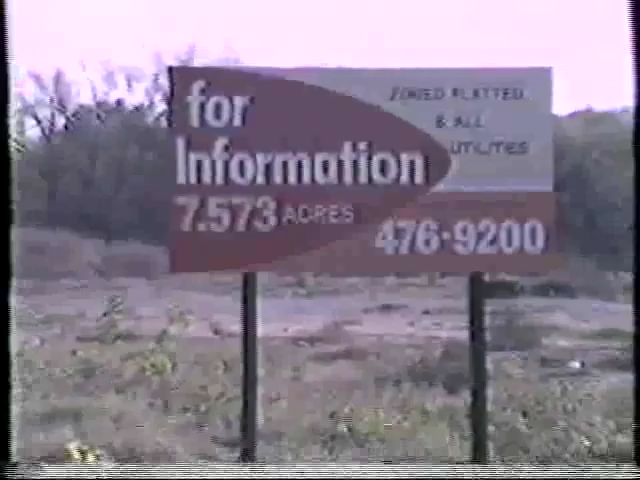 for
Information
7.573 ACRES
476-9200
ZONED PLATTED
& ALL
UTILITIES